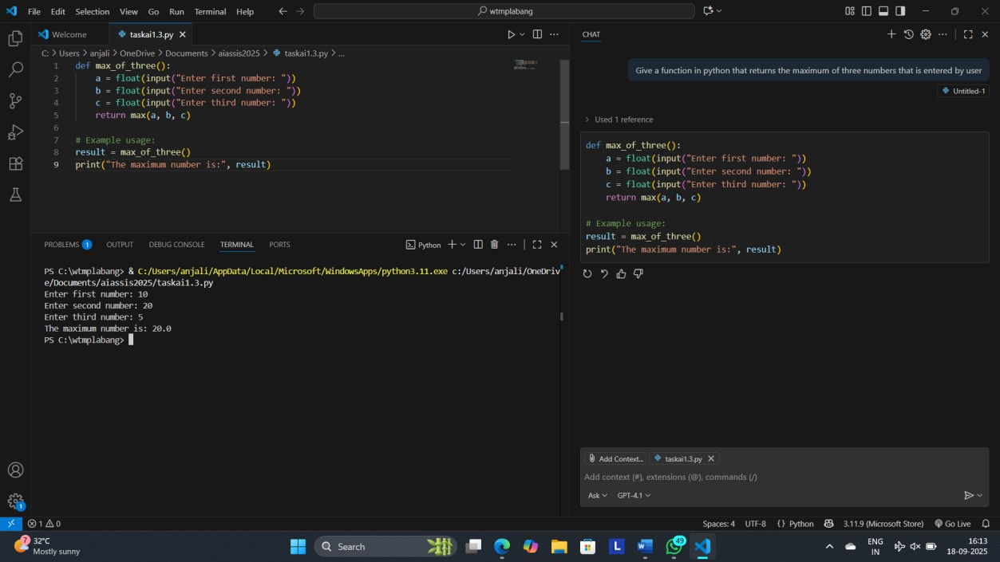 File Edit Selection View Go Run Terminal Help
wtmplabang
Welcome
taskai1.3.py
C: > Users > anjali > OneDrive > Documents > aiassis2025 > taskai1.3.py > ...
1 def max_of_three():
2 a = float(input("Enter first number: "))
3 b = float(input("Enter second number: "))
4 c = float(input("Enter third number: "))
5 return max(a, b, c)
6
7 # Example usage:
8 result = max_of_three()
9 print("The maximum number is:", result)
PROBLEMS 1 OUTPUT DEBUG CONSOLE TERMINAL PORTS
Python
PS C:\wtmplabang> & C:/Users/anjali/AppData/Local/Microsoft/WindowsApps/python3.11.exe c:/Users/anjali/OneDriv
e/Documents/aiassis2025/taskai1.3.py
Enter first number: 10
Enter second number: 20
Enter third number: 5
The maximum number is: 20.0
PS C:\wtmplabang>
CHAT
Give a function in python that returns the maximum of three numbers that is entered by user
Untitled-1
> Used 1 reference
def max_of_three():
a = float(input("Enter first number: "))
b = float(input("Enter second number: "))
c = float(input("Enter third number: "))
return max(a, b, c)
# Example usage:
result = max_of_three()
print("The maximum number is:", result)
Add Context... taskai1.3.py
Add context (#), extensions (@), commands (/)
Ask GPT-4.1
1
1 0
Spaces: 4 UTF-8 {} Python 3.11.9 (Microsoft Store) Go Live
7
32°C
Mostly sunny
Search
L
W
49
ENG
IN
16:13
18-09-2025